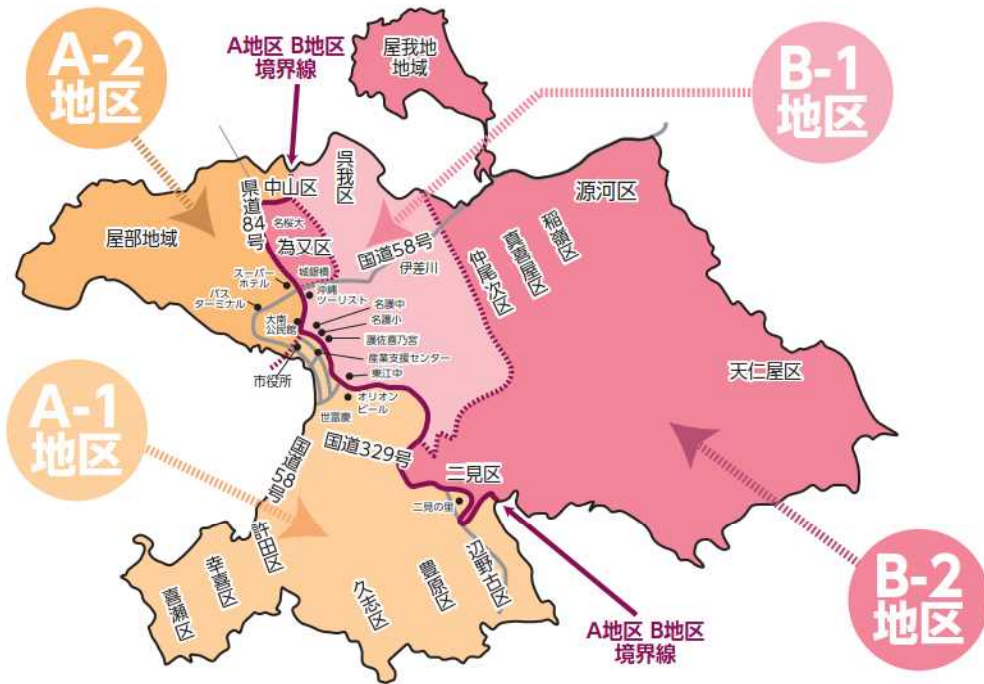 A-2
地区
A地区 B地区
境界線
屋我地
地域
B-1
地区
中山区
呉我区
県道84号
名桜大
為又区
源河区
屋部地域
国道58号
伊差川
仲尾次区
真喜屋区
稲嶺区
スーパー
ホテル
城銀橋
沖縄
ツーリスト
バス
ターミナル
名護中
大南
公民館
名護小
護佐喜乃宮
産業支援センター
市役所
東江中
天仁屋区
A-1
地区
オリオン
ビール
世冨慶
国道58号
国道329号
二見区
二見の里
許田区
幸喜区
喜瀬区
久志区
豊原区
辺野古区
A地区 B地区
境界線
B-2
地区